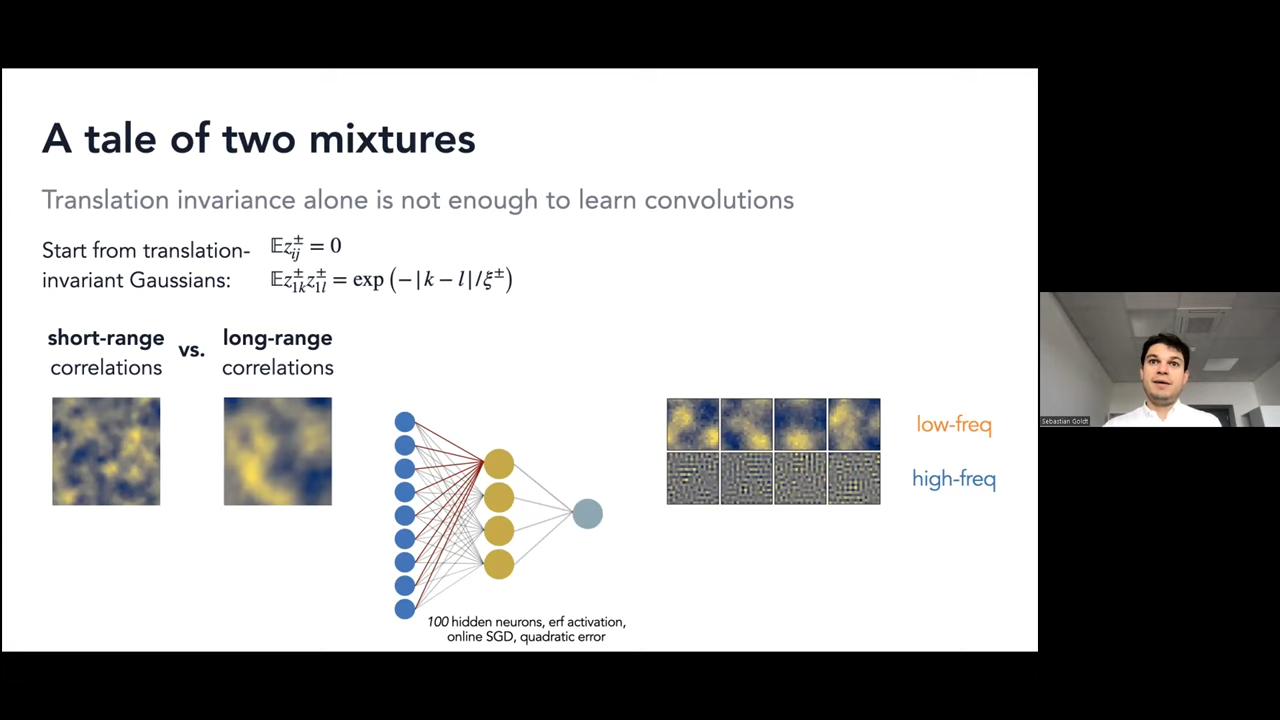 A tale of two mixtures
Translation invariance alone is not enough to learn convolutions
Start from translation-
invariant Gaussians:
𝔼z±ij = 0
𝔼z±1k z±1l = exp (−|k − l|/ξ±)
short-range
correlations
vs.
long-range
correlations
low-freq
high-freq
100 hidden neurons, erf activation,
online SGD, quadratic error
Sebastian Goldt